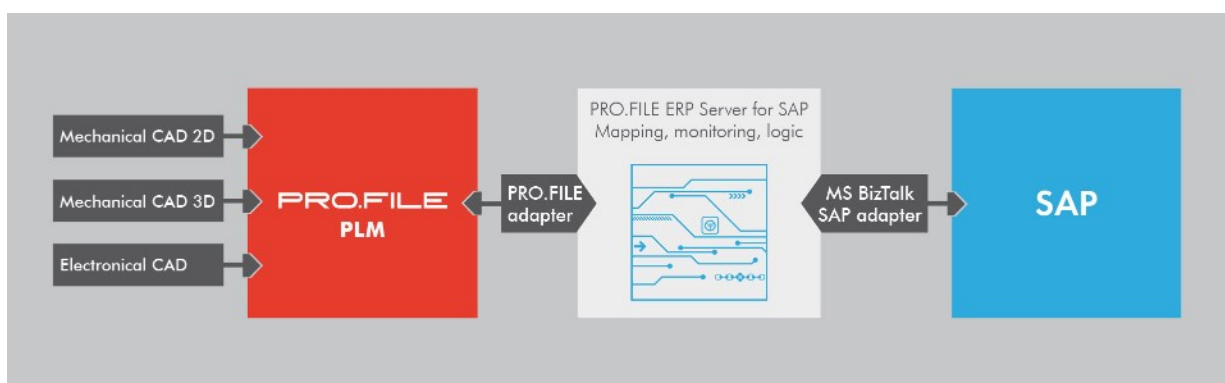 Mechanical CAD 2D
Mechanical CAD 3D
Electronical CAD
PRO.FILE
PLM
PRO.FILE
adapter
PRO.FILE ERP Server for SAP
Mapping, monitoring, logic
MS BizTalk
SAP adapter
SAP